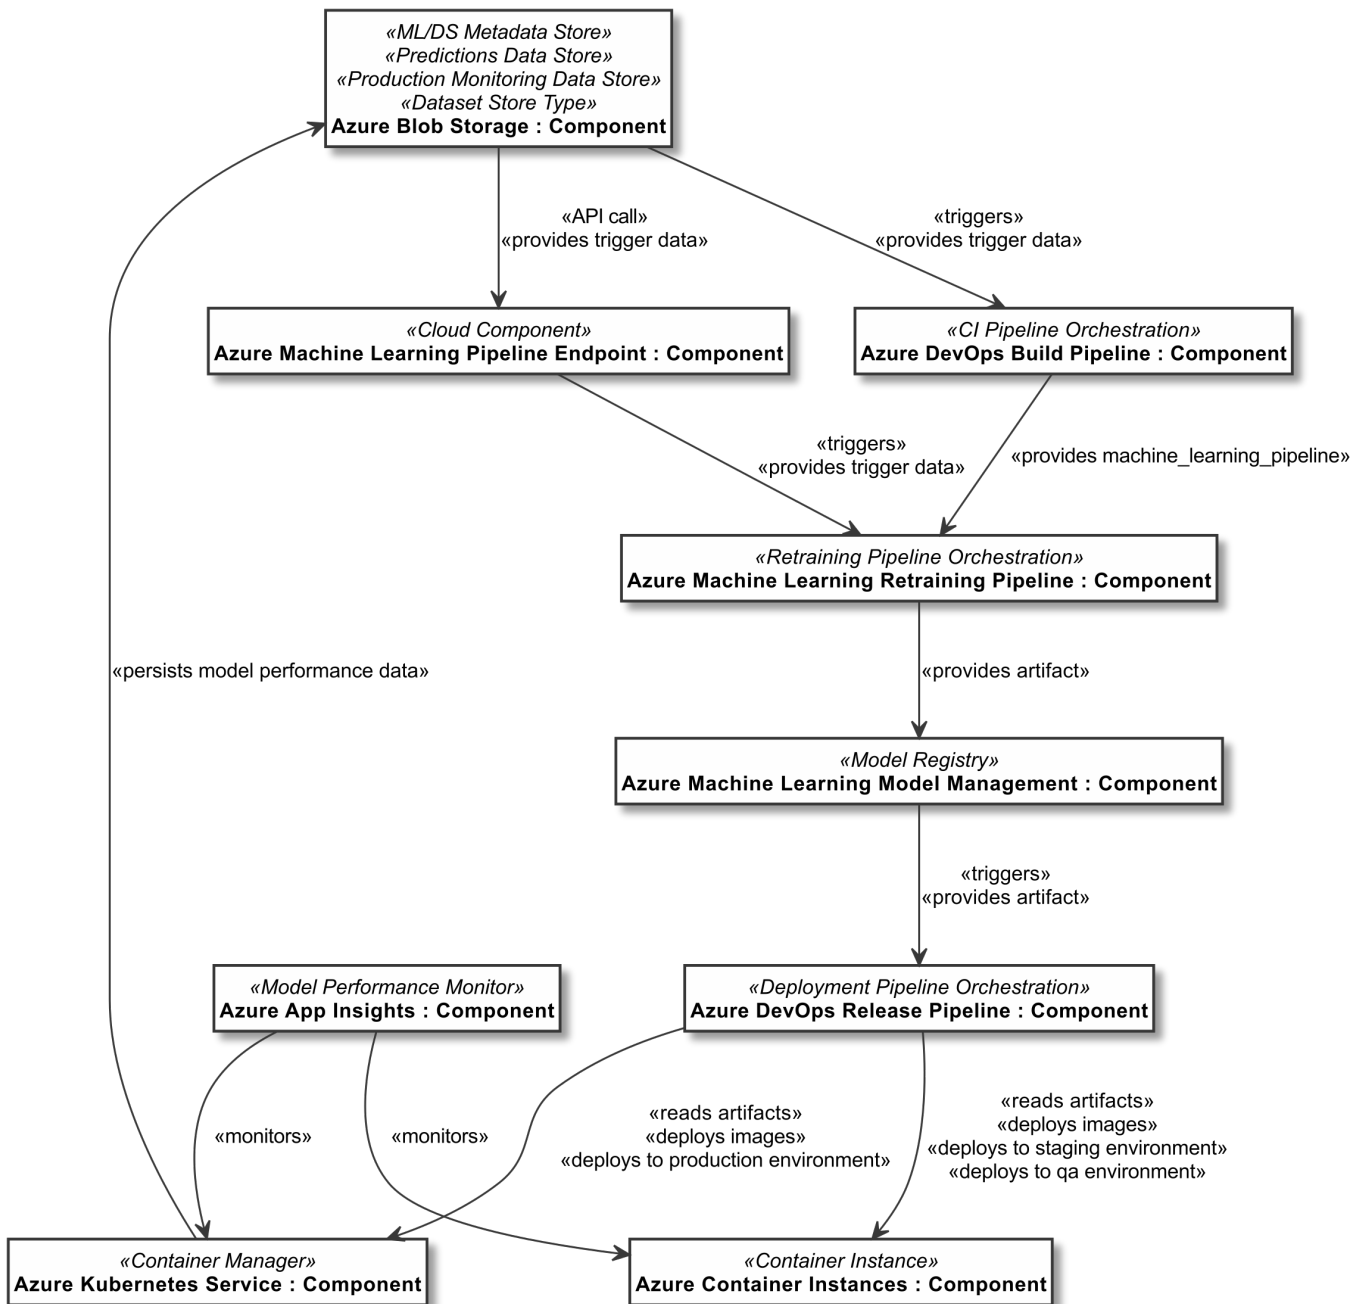 «ML/DS Metadata Store»
«Predictions Data Store»
«Production Monitoring Data Store»
«Dataset Store Type»
Azure Blob Storage : Component
«API call»
«provides trigger data»
«triggers»
«provides trigger data»
«Cloud Component»
Azure Machine Learning Pipeline Endpoint : Component
«CI Pipeline Orchestration»
Azure DevOps Build Pipeline : Component
«triggers»
«provides trigger data»
«provides machine_learning_pipeline»
«Retraining Pipeline Orchestration»
Azure Machine Learning Retraining Pipeline : Component
«persists model performance data»
«provides artifact»
«Model Registry»
Azure Machine Learning Model Management : Component
«triggers»
«provides artifact»
«Model Performance Monitor»
Azure App Insights : Component
«Deployment Pipeline Orchestration»
Azure DevOps Release Pipeline : Component
«monitors»
«monitors»
«reads artifacts»
«deploys images»
«deploys to production environment»
«reads artifacts»
«deploys images»
«deploys to staging environment»
«deploys to qa environment»
«Container Manager»
Azure Kubernetes Service : Component
«Container Instance»
Azure Container Instances : Component